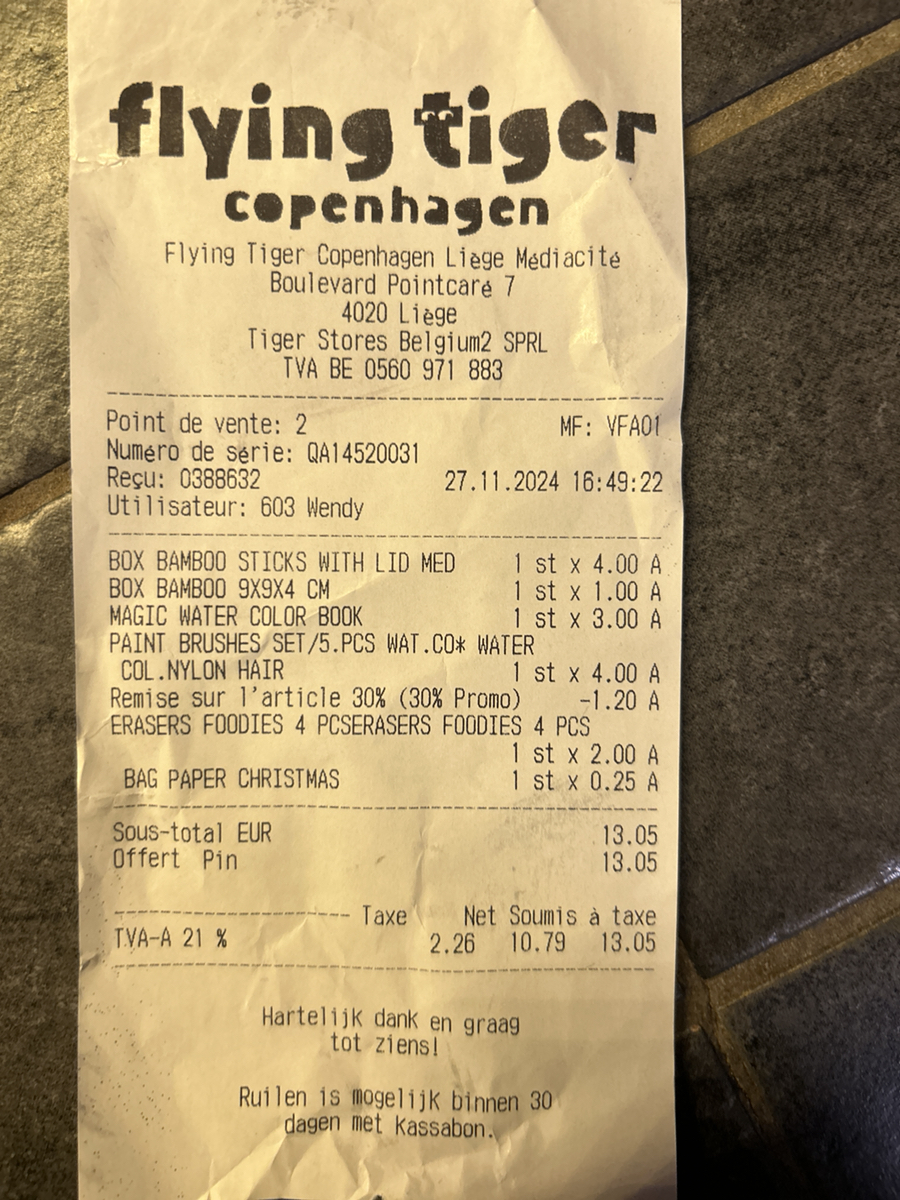 flying tiger
copenhagen
Flying Tiger Copenhagen Liège Médiacité
Boulevard Pointcaré 7
4020 Liège
Tiger Stores Belgium2 SPRL
TVA BE 0560 971 883
Point de vente: 2 MF: VFA01
Numéro de série: QA14520031
Reçu: 0388632 27.11.2024 16:49:22
Utilisateur: 603 Wendy
BOX BAMBOO STICKS WITH LID MED 1 st x 4.00 A
BOX BAMBOO 9X9X4 CM 1 st x 1.00 A
MAGIC WATER COLOR BOOK 1 st x 3.00 A
PAINT BRUSHES SET/5.PCS WAT.CO* WATER
COL.NYLON HAIR 1 st x 4.00 A
Remise sur l'article 30% (30% Promo) -1.20 A
ERASERS FOODIES 4 PCSERASERS FOODIES 4 PCS
1 st x 2.00 A
BAG PAPER CHRISTMAS 1 st x 0.25 A
Sous-total EUR 13.05
Offert Pin 13.05
Taxe Net Soumis à taxe
TVA-A 21 % 2.26 10.79 13.05
Hartelijk dank en graag
tot ziens!
Ruilen is mogelijk binnen 30
dagen met kassabon.